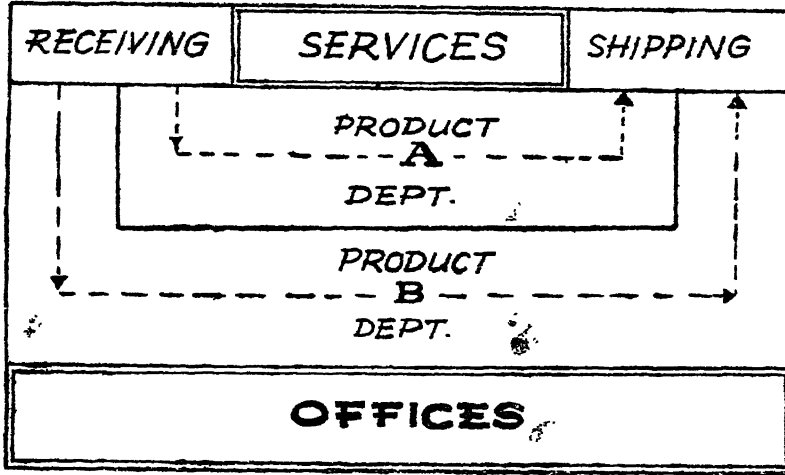 RECEIVING SERVICES SHIPPING
PRODUCT
A
DEPT.
PRODUCT
B
DEPT.
OFFICES